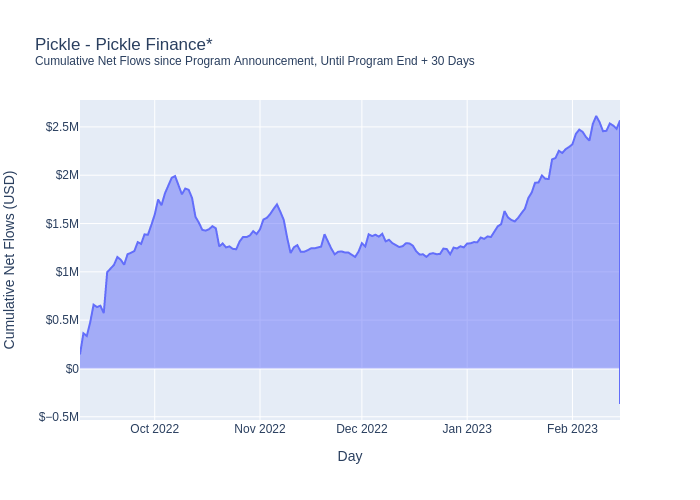 Pickle - Pickle Finance*
Cumulative Net Flows since Program Announcement, Until Program End + 30 Days
Cumulative Net Flows (USD)
$2.5M
$2M
$1.5M
$1M
$0.5M
$0
$−0.5M
Oct 2022
Nov 2022
Dec 2022
Jan 2023
Feb 2023
Day